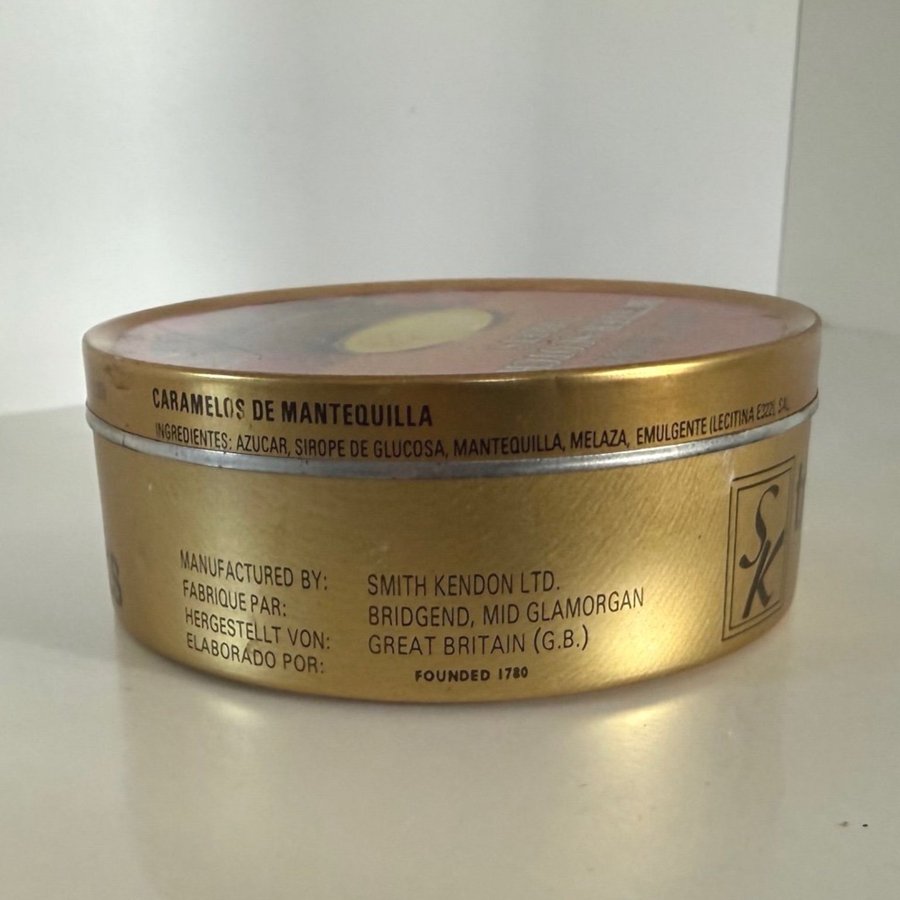 CARAMELOS DE MANTEQUILLA
INGREDIENTES: AZUCAR, SIROPE DE GLUCOSA, MANTEQUILLA, MELAZA, EMULGENTE (LECITINA E322), SAL,
MANUFACTURED BY: SMITH KENDON LTD.
FABRIQUE PAR: BRIDGEND, MID GLAMORGAN
HERGESTELLT VON: GREAT BRITAIN (G.B.)
ELABORADO POR:
FOUNDED 1780
SK